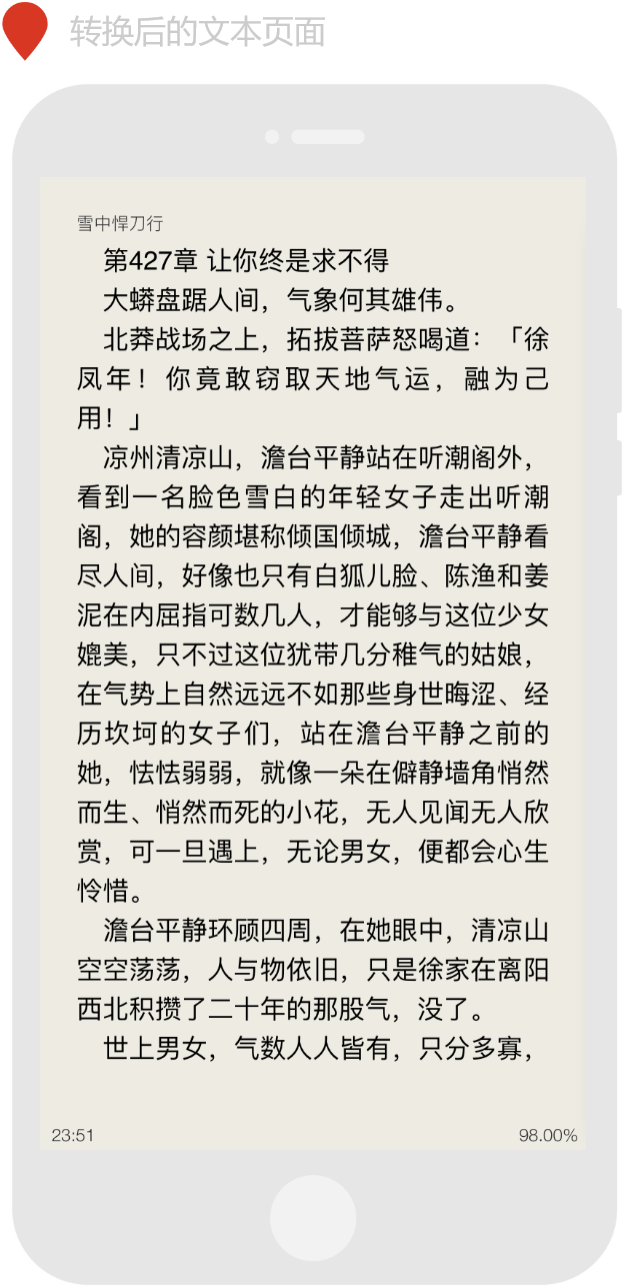 转换后的文本页面
雪中悍刀行
第427章 让你终是求不得
大蟒盘踞人间，气象何其雄伟。
北莽战场之上，拓拔菩萨怒喝道：「徐
凤年！你竟敢窃取天地气运，融为己
用！」
凉州清凉山，澹台平静站在听潮阁外，
看到一名脸色雪白的年轻女子走出听潮
阁，她的容颜堪称倾国倾城，澹台平静看
尽人间，好像也只有白狐儿脸、陈渔和姜
泥在内屈指可数几人，才能够与这位少女
媲美，只不过这位犹带几分稚气的姑娘，
在气势上自然远远不如那些身世晦涩、经
历坎坷的女子们，站在澹台平静之前的
她，怯怯弱弱，就像一朵在僻静墙角悄然
而生、悄然而死的小花，无人见闻无人欣
赏，可一旦遇上，无论男女，便都会心生
怜惜。
澹台平静环顾四周，在她眼中，清凉山
空空荡荡，人与物依旧，只是徐家在离阳
西北积攒了二十年的那股气，没了。
世上男女，气数人人皆有，只分多寡，
23:51
98.00%